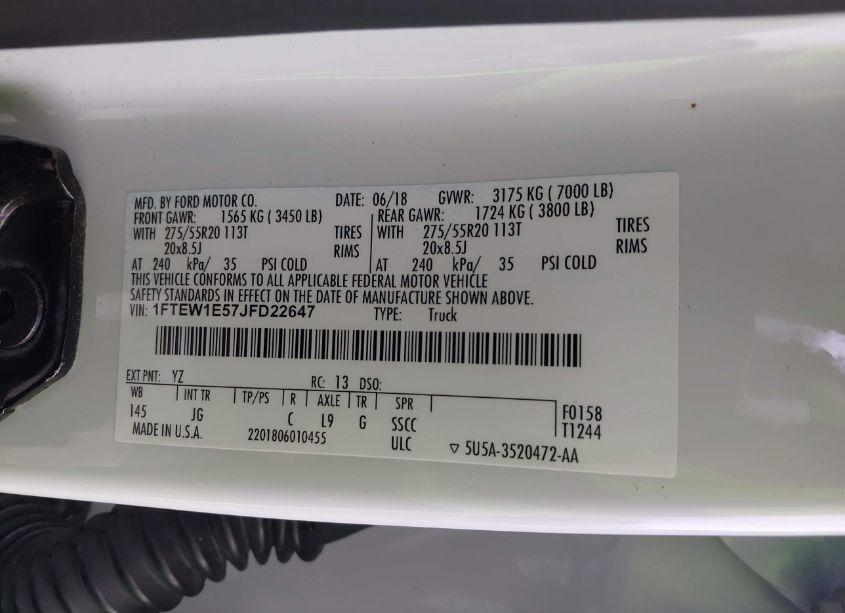 MFD. BY FORD MOTOR CO. DATE: 06/18 GVWR: 3175 KG ( 7000 LB)
FRONT GAWR: 1565 KG ( 3450 LB) REAR GAWR: 1724 KG ( 3800 LB)
WITH 275/55R20 113T TIRES WITH 275/55R20 113T TIRES
20x8.5J RIMS 20x8.5J RIMS
AT 240 kPa/ 35 PSI COLD AT 240 kPa/ 35 PSI COLD
THIS VEHICLE CONFORMS TO ALL APPLICABLE FEDERAL MOTOR VEHICLE
SAFETY STANDARDS IN EFFECT ON THE DATE OF MANUFACTURE SHOWN ABOVE.
VIN: 1FTEW1E57JFD22647 TYPE: Truck
EXT PNT: YZ RC: 13 DSO:
WB INT TR TP/PS R AXLE TR SPR F0158
145 JG C L9 G SSCC T1244
MADE IN U.S.A. 2201806010455 ULC ▽ 5U5A-3520472-AA